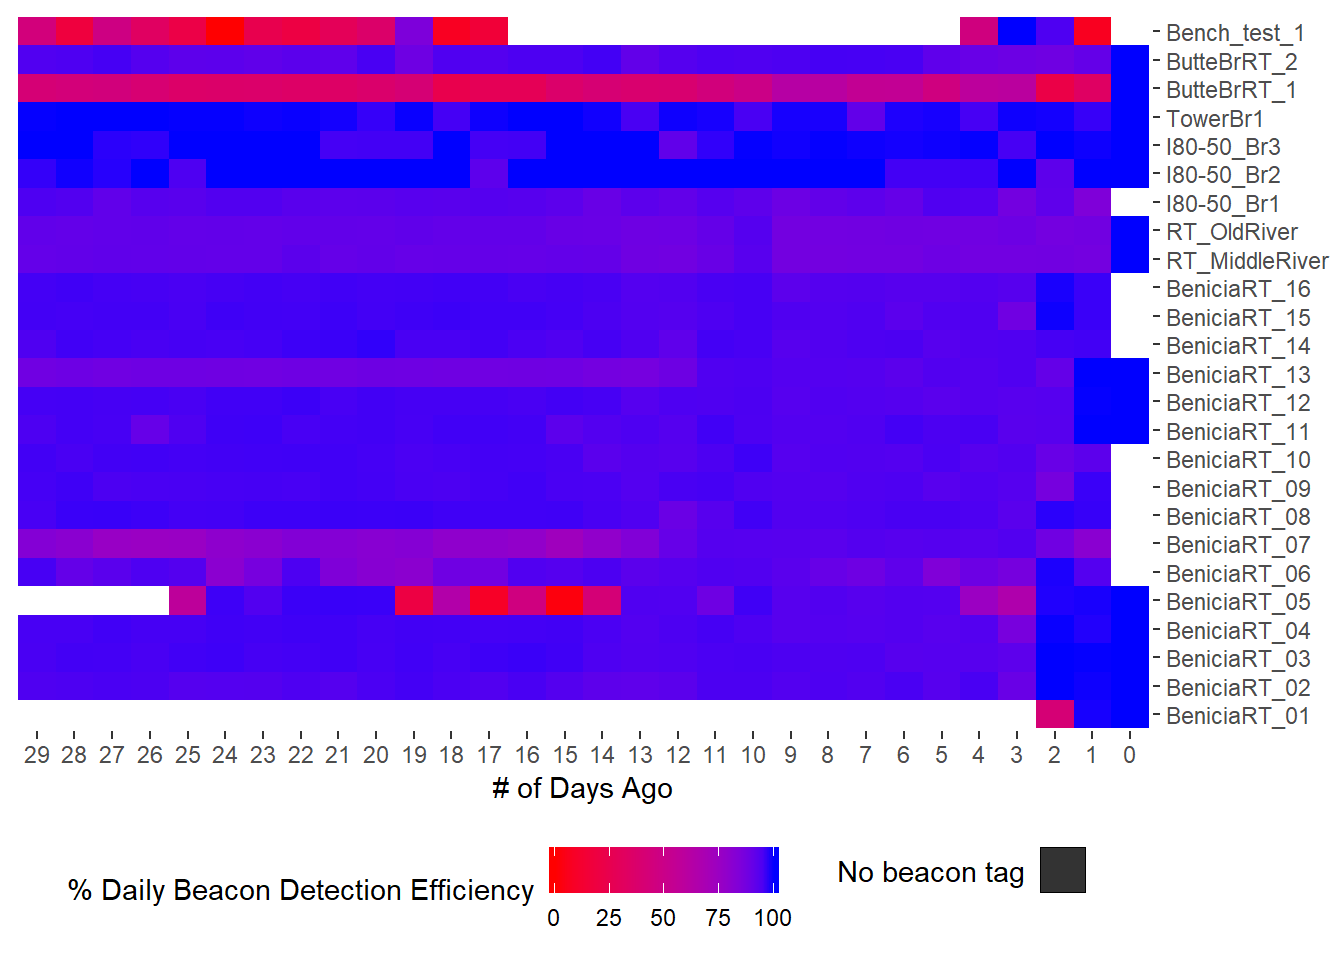 Bench_test_1
ButteBrRT_2
ButteBrRT_1
TowerBr1
I80-50_Br3
I80-50_Br2
I80-50_Br1
RT_OldRiver
RT_MiddleRiver
BeniciaRT_16
BeniciaRT_15
BeniciaRT_14
BeniciaRT_13
BeniciaRT_12
BeniciaRT_11
BeniciaRT_10
BeniciaRT_09
BeniciaRT_08
BeniciaRT_07
BeniciaRT_06
BeniciaRT_05
BeniciaRT_04
BeniciaRT_03
BeniciaRT_02
BeniciaRT_01
29 28 27 26 25 24 23 22 21 20 19 18 17 16 15 14 13 12 11 10 9 8 7 6 5 4 3 2 1 0
# of Days Ago
% Daily Beacon Detection Efficiency
0 25 50 75 100
No beacon tag